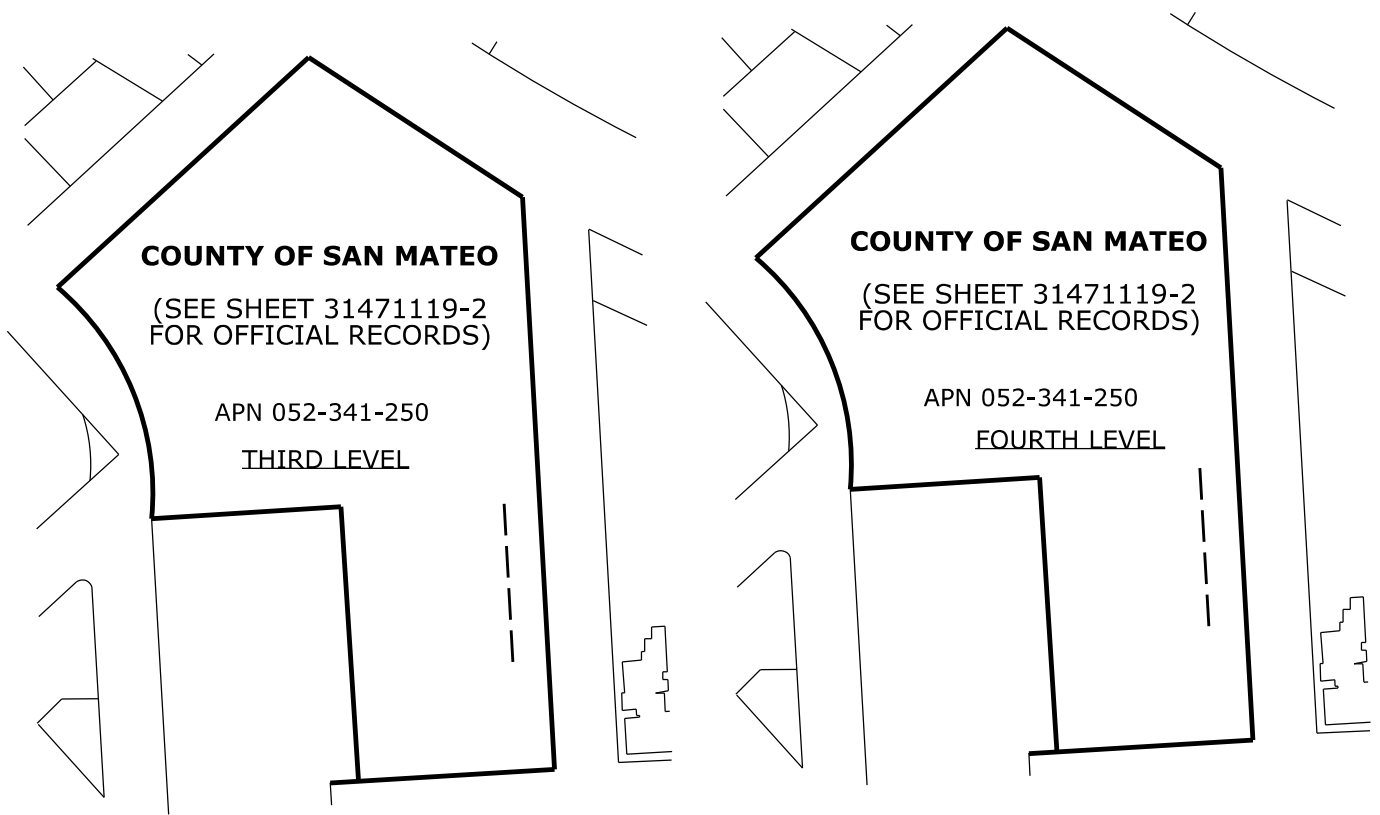 COUNTY OF SAN MATEO
(SEE SHEET 31471119-2
FOR OFFICIAL RECORDS)
APN 052-341-250
THIRD LEVEL
COUNTY OF SAN MATEO
(SEE SHEET 31471119-2
FOR OFFICIAL RECORDS)
APN 052-341-250
FOURTH LEVEL